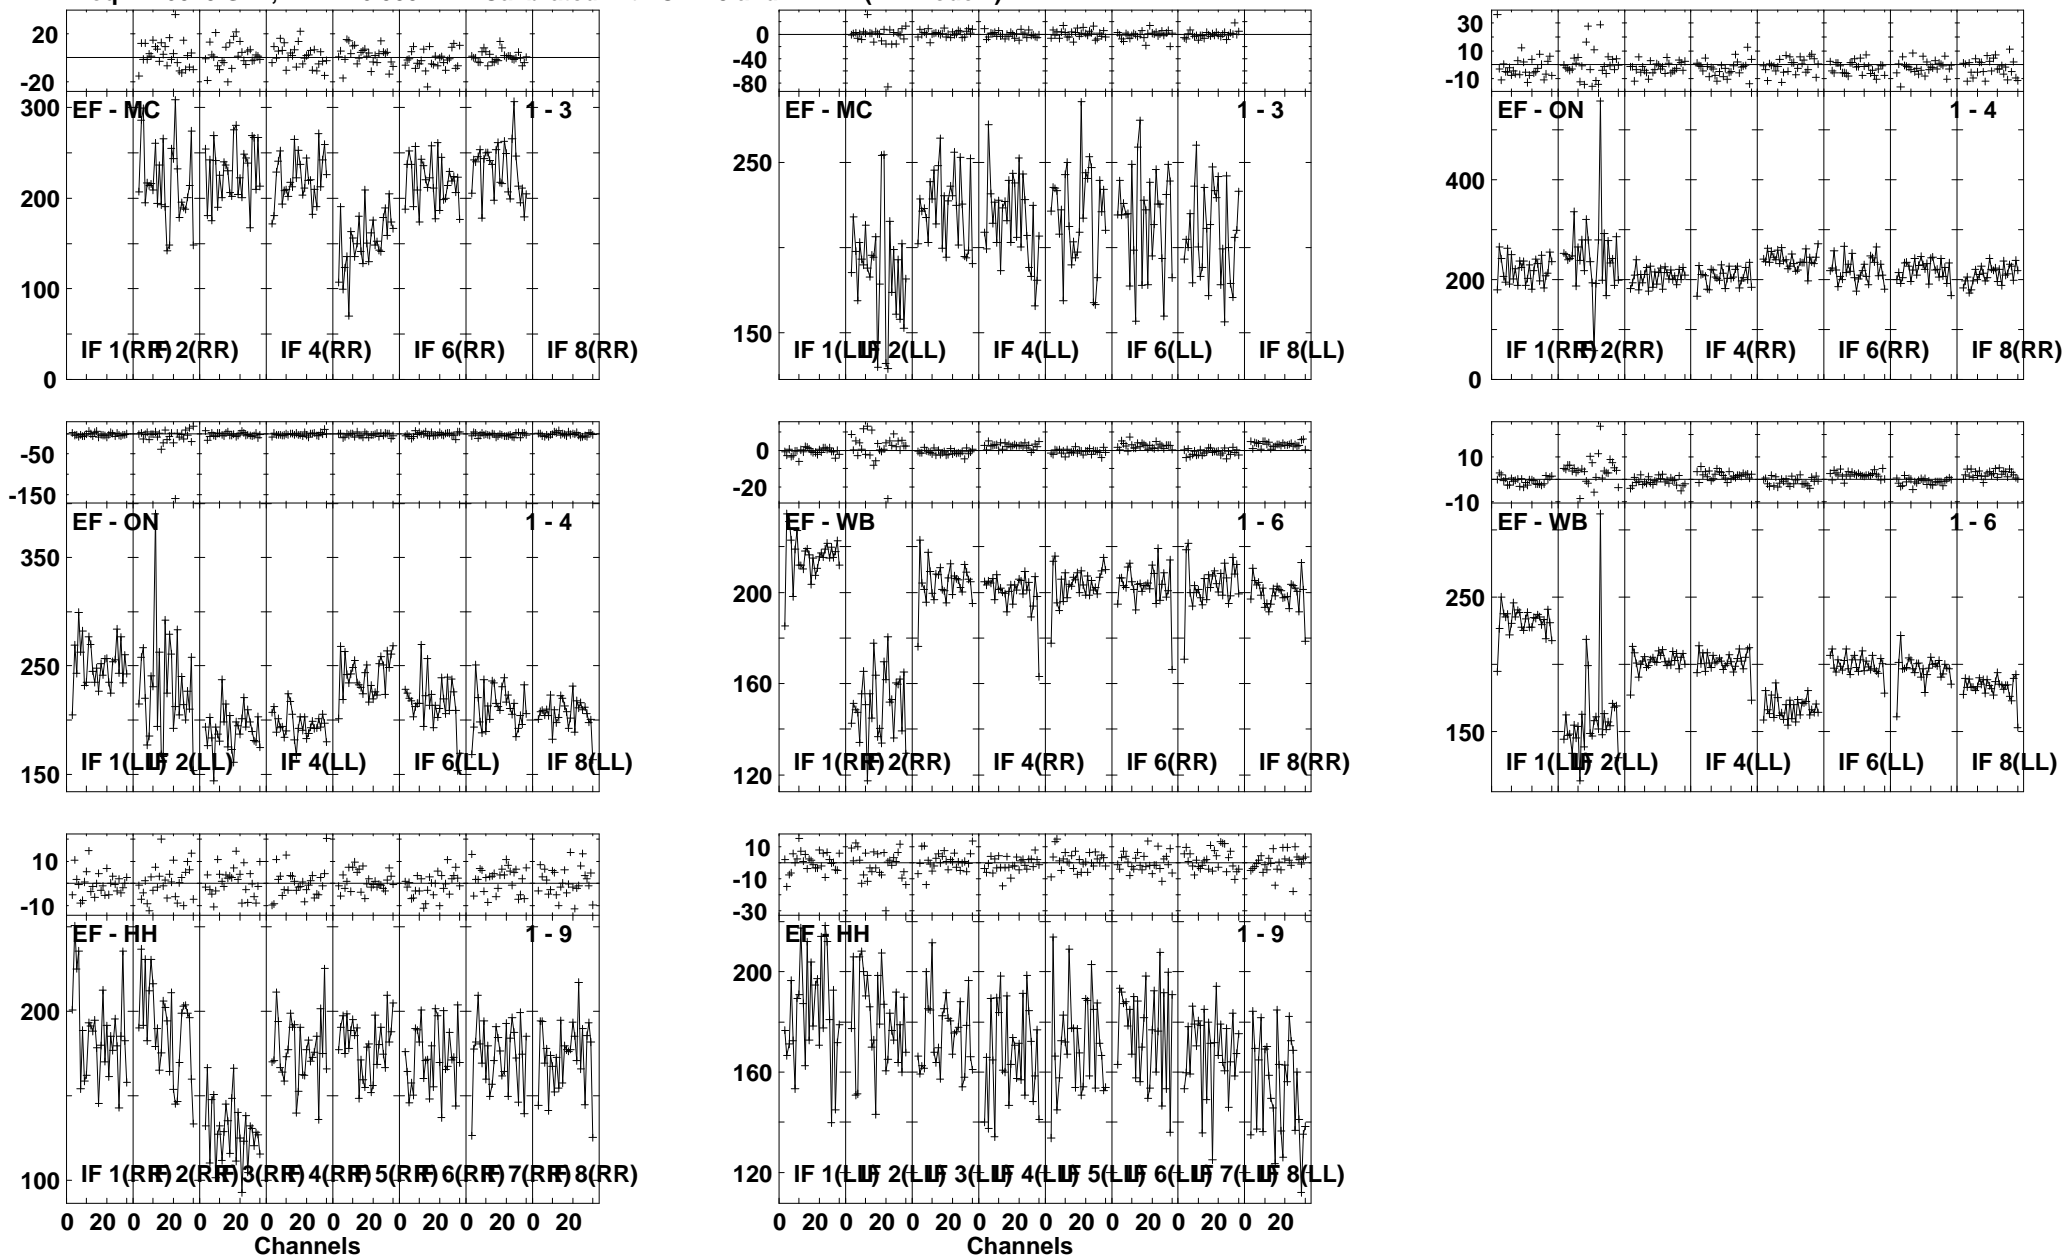 20
0
-20
300
200
100
0
EF - MC 1 - 3
IF 1(RR) IF 2(RR) IF 4(RR) IF 6(RR) IF 8(RR)
0
-40
-80
250
150
EF - MC 1 - 3
IF 1(LL) IF 2(LL) IF 4(LL) IF 6(LL) IF 8(LL)
30
10
-10
400
200
0
EF - ON 1 - 4
IF 1(RR) IF 2(RR) IF 4(RR) IF 6(RR) IF 8(RR)
-50
-150
350
250
150
EF - ON 1 - 4
IF 1(LL) IF 2(LL) IF 4(LL) IF 6(LL) IF 8(LL)
0
-20
200
160
120
EF - WB 1 - 6
IF 1(RR) IF 2(RR) IF 4(RR) IF 6(RR) IF 8(RR)
10
-10
250
150
EF - WB 1 - 6
IF 1(LL) IF 2(LL) IF 4(LL) IF 6(LL) IF 8(LL)
10
-10
200
100
EF - HH 1 - 9
IF 1(RR) IF 2(RR) IF 3(RR) IF 4(RR) IF 5(RR) IF 6(RR) IF 7(RR) IF 8(RR)
0 20 0 20 0 20 0 20 0 20 0 20 0 20 0 20
Channels
10
-10
-30
200
160
120
EF - HH 1 - 9
IF 1(LL) IF 2(LL) IF 3(LL) IF 4(LL) IF 5(LL) IF 6(LL) IF 7(LL) IF 8(LL)
0 20 0 20 0 20 0 20 0 20 0 20 0 20 0 20
Channels